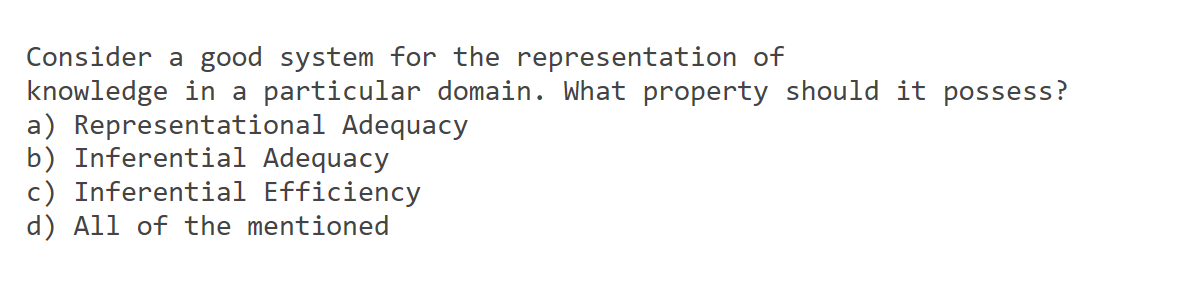 Consider a good system for the representation of
knowledge in a particular domain. What property should it possess?
a) Representational Adequacy
b) Inferential Adequacy
c) Inferential Efficiency
d) All of the mentioned